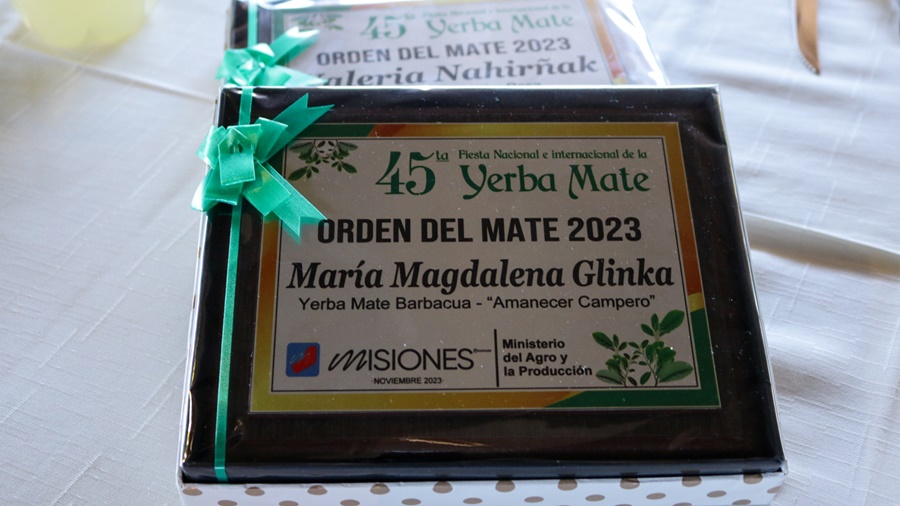 45ta Fiesta Nacional e internacional de la
Yerba Mate
ORDEN DEL MATE 2023
aleria Nahirñak
45ta Fiesta Nacional e internacional de la
Yerba Mate
ORDEN DEL MATE 2023
María Magdalena Glinka
Yerba Mate Barbacua - “Amanecer Campero”
MISIONES
·NOVIEMBRE 2023·
Ministerio
del Agro y
la Producción